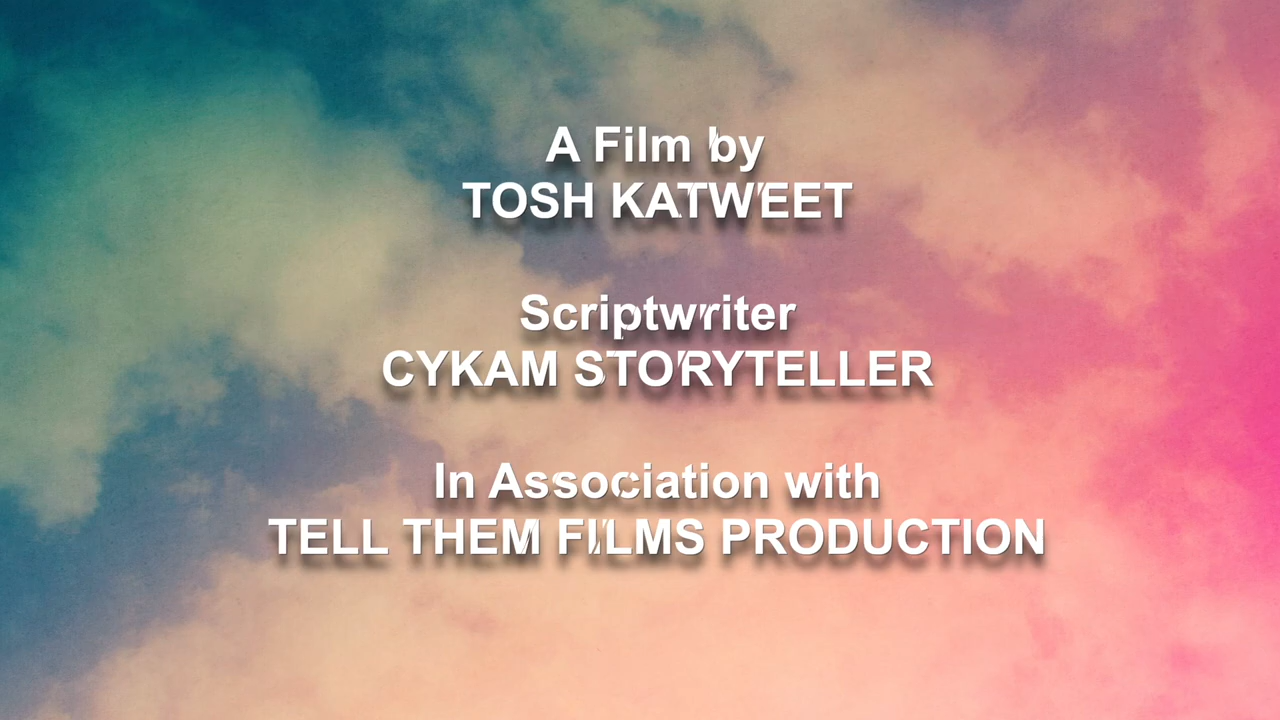 A Film by
TOSH KATWEET
Scriptwriter
CYKAM STORYTELLER
In Association with
TELL THEM FILMS PRODUCTION